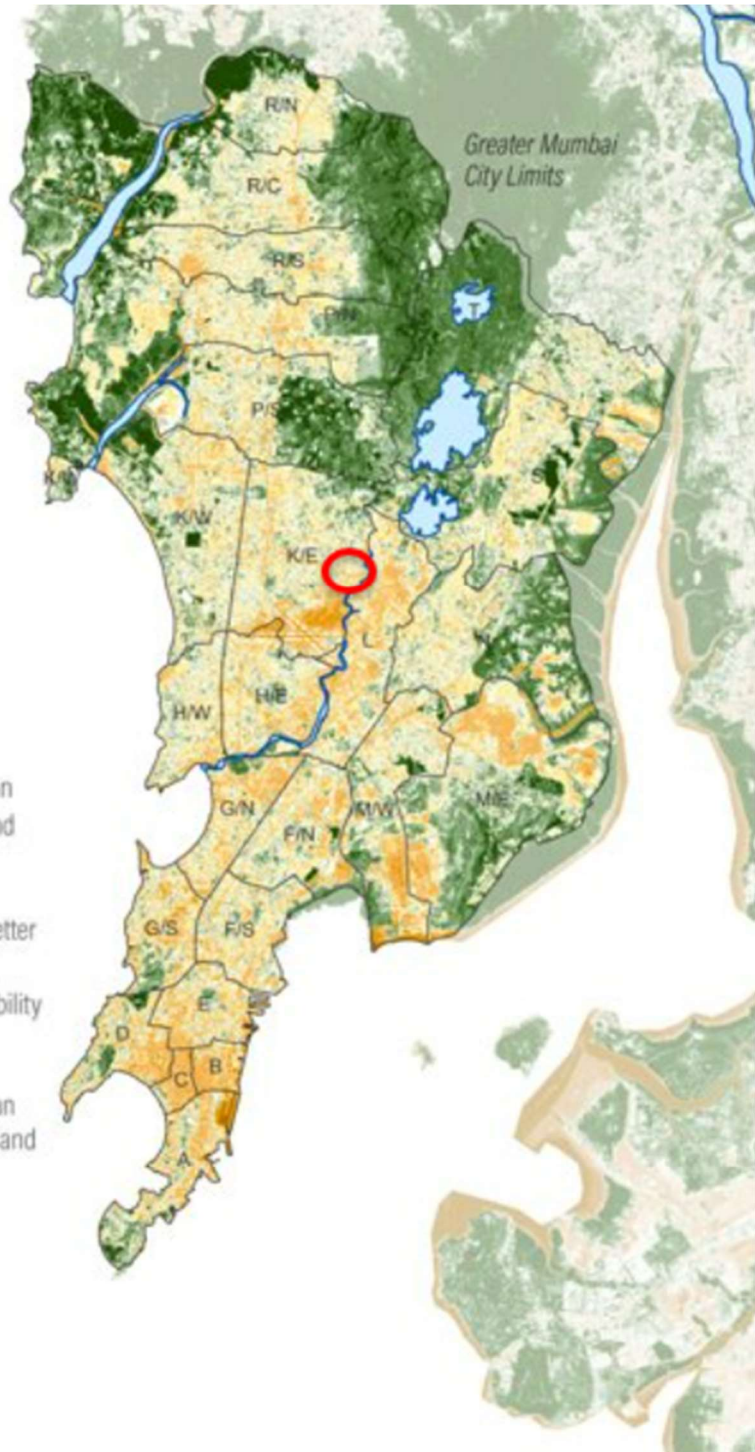 R/N
Greater Mumbai
City Limits
R/C
R/S
P/N
T
P/S
S
K/W
K/E
L
N
H/E
H/W
G/N
M/W
M/E
F/N
etter
G/S
F/S
bility
E
D
B
C
and
A